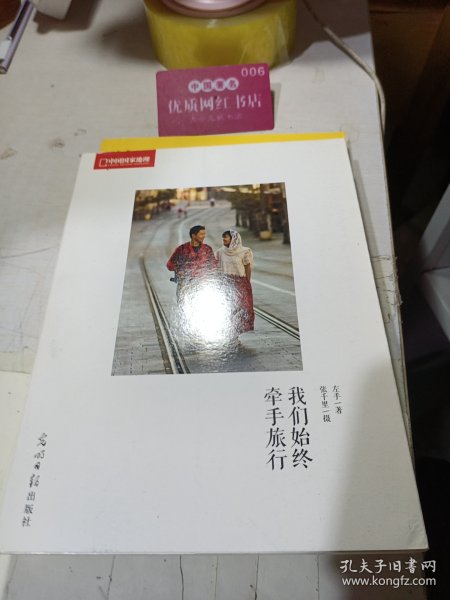 006
中国著名
优质网红书店
中国国家地理
左手一著
张千里一摄
我们始终
牵手旅行
光明日报出版社
孔夫子旧书网
www.kongfz.com